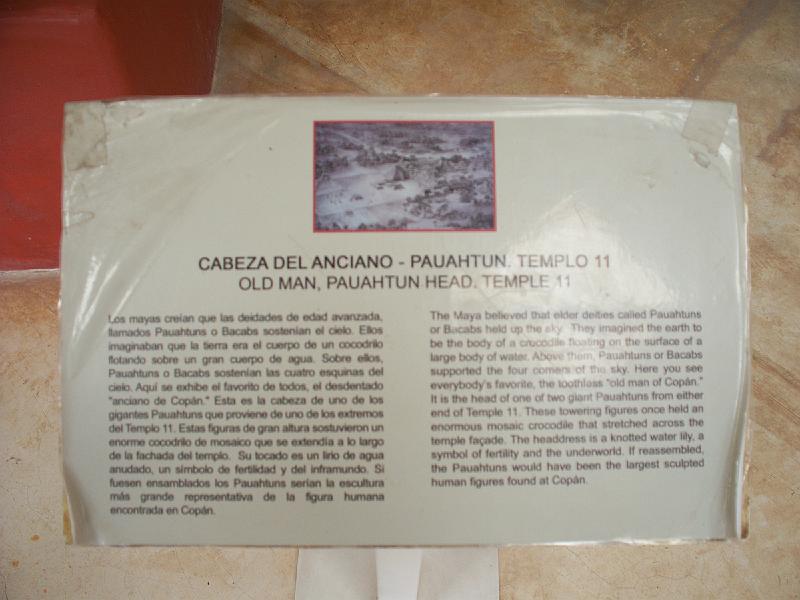 CABEZA DEL ANCIANO - PAUAHTUN. TEMPLO 11
OLD MAN, PAUAHTUN HEAD. TEMPLE 11
Los mayas creían que las deidades de edad avanzada,
llamados Pauahtuns o Bacabs sostenían el cielo. Ellos
imaginaban que la tierra era el cuerpo de un cocodrilo
flotando sobre un gran cuerpo de agua. Sobre ellos,
Pauahtuns o Bacabs sostenían las cuatro esquinas del
cielo. Aquí se exhibe el favorito de todos, el desdentado
"anciano de Copán." Esta es la cabeza de uno de los
gigantes Pauahtuns que proviene de uno de los extremos
del Templo 11. Estas figuras de gran altura sostuvieron un
enorme cocodrilo de mosaico que se extendía a lo largo
de la fachada del templo. Su tocado es un lirio de agua
anudado, un símbolo de fertilidad y del inframundo. Si
fuesen ensamblados los Pauahtuns serían la escultura
más grande representativa de la figura humana
encontrada en Copán.
The Maya believed that elder deities called Pauahtuns
or Bacabs held up the sky. They imagined the earth to
be the body of a crocodile floating on the surface of a
large body of water. Above them, Pauahtuns or Bacabs
supported the four corners of the sky. Here you see
everybody's favorite, the toothless "old man of Copán."
It is the head of one of two giant Pauahtuns from either
end of Temple 11. These towering figures once held an
enormous mosaic crocodile that stretched across the
temple façade. The headdress is a knotted water lily, a
symbol of fertility and the underworld. If reassembled,
the Pauahtuns would have been the largest sculpted
human figures found at Copán.